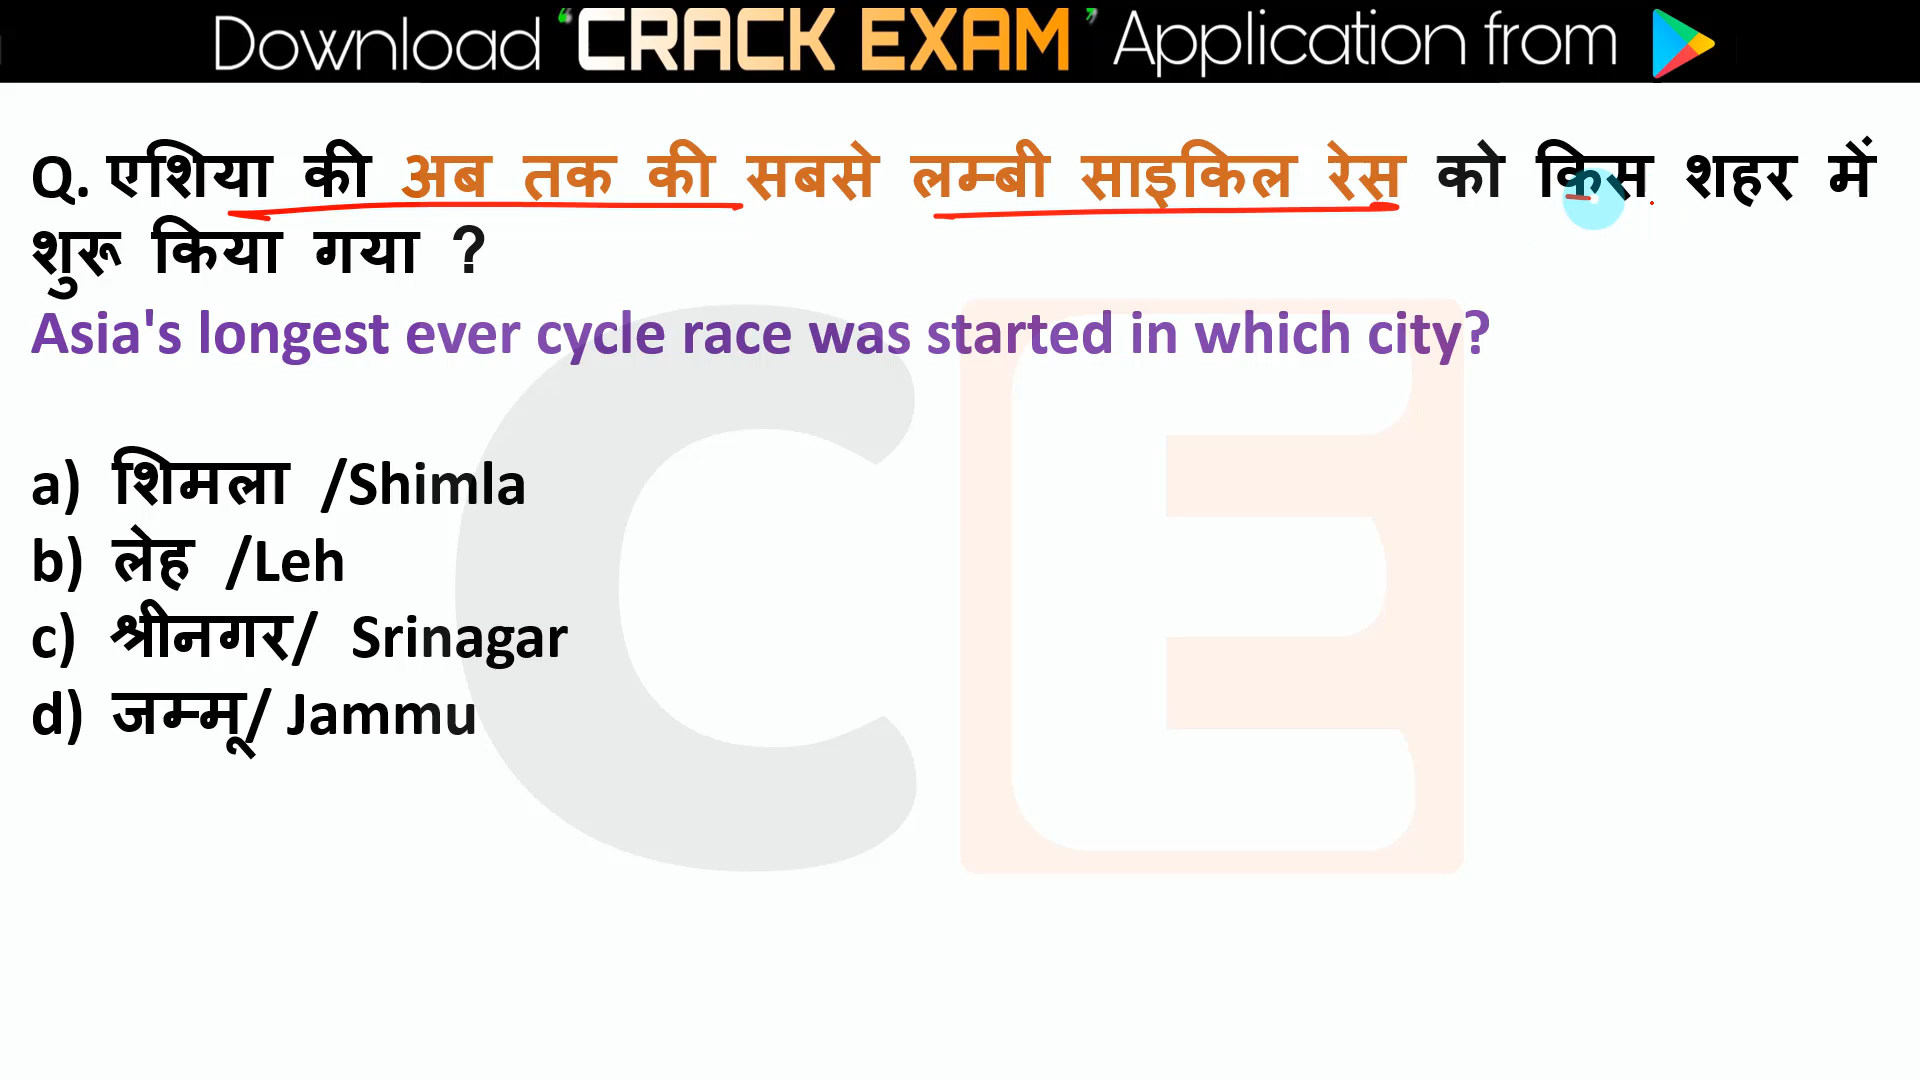 Download ‘CRACK EXAM’ Application from
Q. एशिया की अब तक की सबसे लम्बी साइकिल रेस को किस शहर में
शुरू किया गया ?
Asia's longest ever cycle race was started in which city?
a) शिमला /Shimla
b) लेह /Leh
c) श्रीनगर/ Srinagar
d) जम्मू/ Jammu
CE